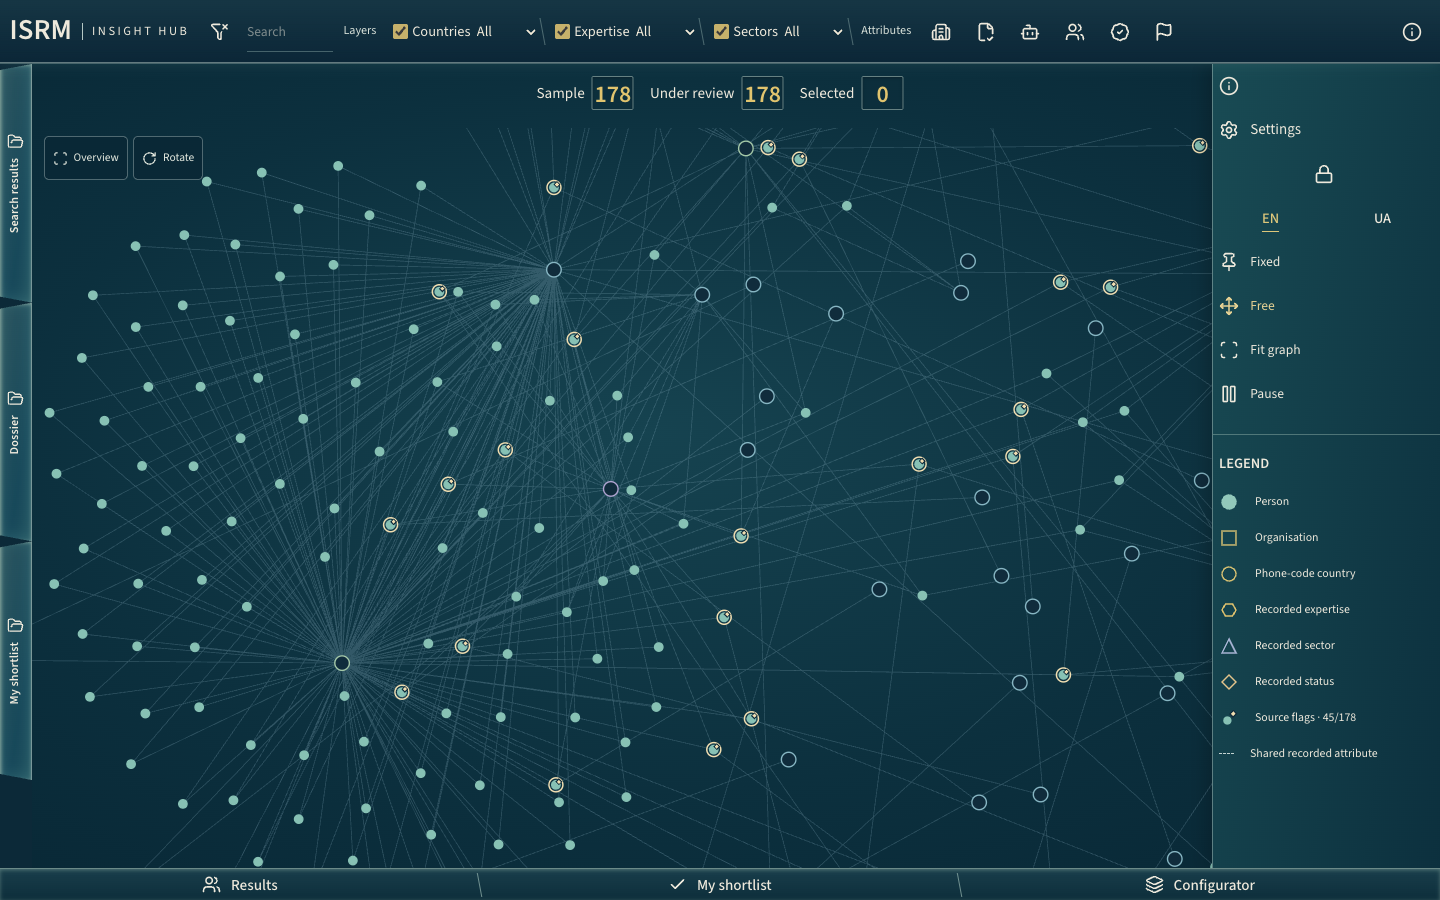 ISRM INSIGHT HUB
Search
Layers
Countries All
Expertise All
Sectors All
Attributes
Sample 178
Under review 178
Selected 0
Overview
Rotate
Search results
Dossier
My shortlist
Settings
EN
UA
Fixed
Free
Fit graph
Pause
LEGEND
Person
Organisation
Phone-code country
Recorded expertise
Recorded sector
Recorded status
Source flags · 45/178
Shared recorded attribute
Results
My shortlist
Configurator